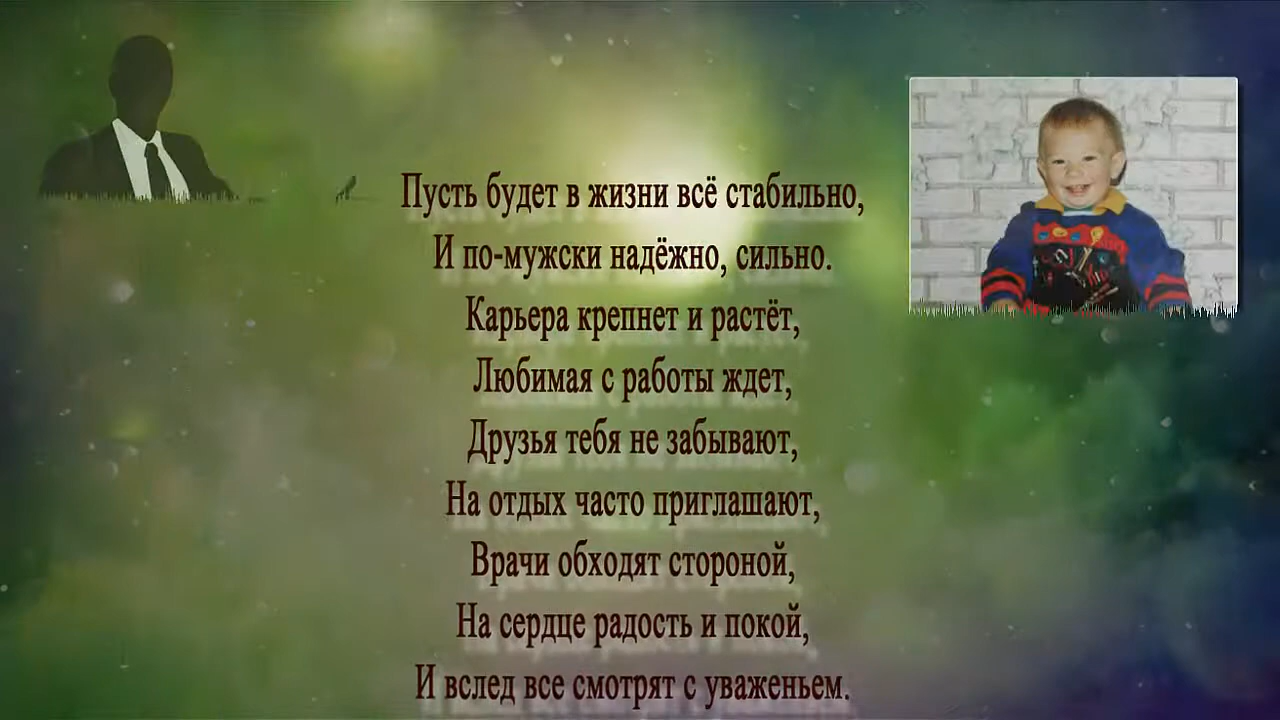 Пусть будет в жизни всё стабильно,
И по-мужски надёжно, сильно.
Карьера крепнет и растёт,
Любимая с работы ждет,
Друзья тебя не забывают,
На отдых часто приглашают,
Врачи обходят стороной,
На сердце радость и покой,
И вслед все смотрят с уваженьем.